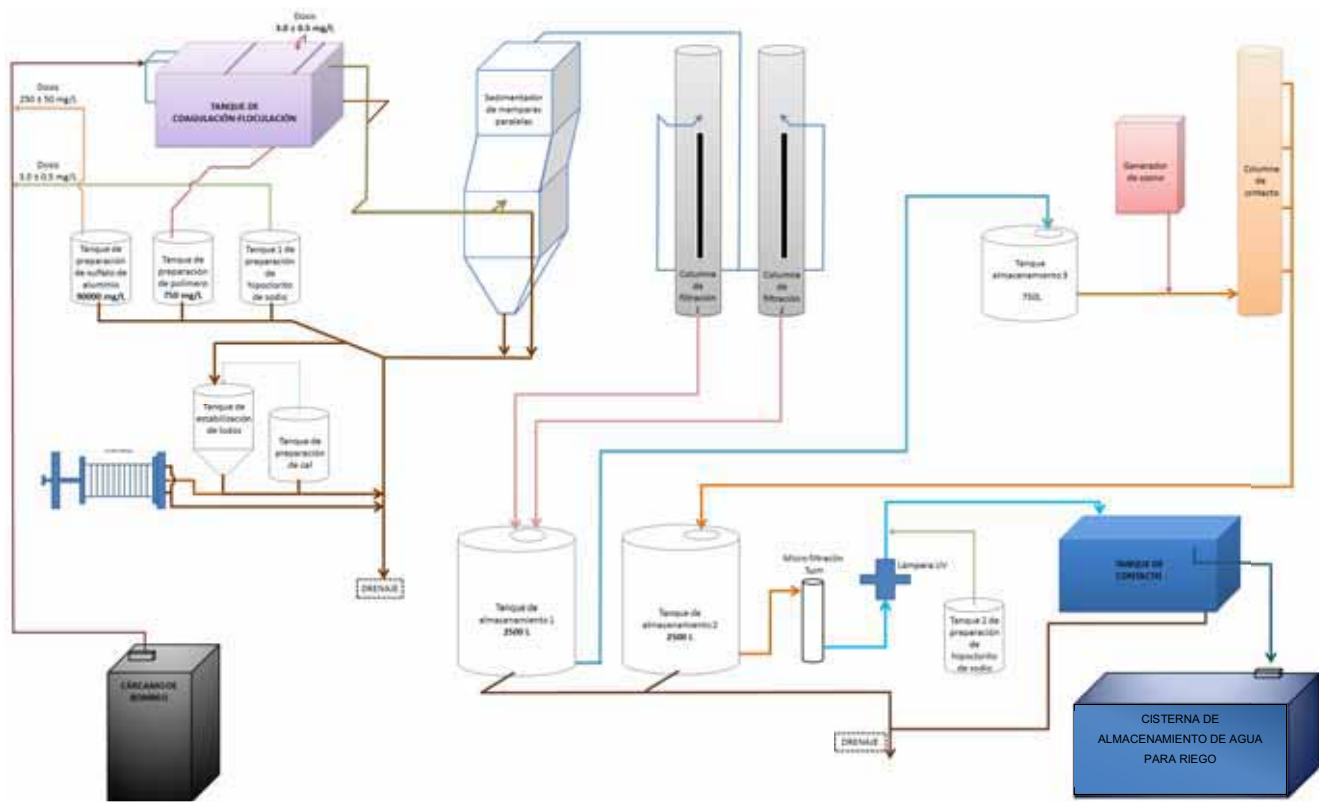 Dosis
3.0 ± 0.5 mg/L
Dosis
250 ± 50 mg/L
TANQUE DE
COAGULACIÓN-FLOCULACIÓN
Dosis
3.0 ± 0.5 mg/L
Tanque de
preparación
de sulfato de
aluminio
90000 mg/L
Tanque de
preparación
de polímero
750 mg/L
Tanque 1 de
preparación
de
hipoclorito
de sodio
Sedimentador
de mamparas
paralelas
Columna
de
filtración
Columna
de
filtración
Tanque
almacenamiento 3
750L
Generador
de ozono
Columna
de
contacto
Tanque de
estabilización
de lodos
Tanque de
preparación
de cal
DRENAJE
CÁRCAMO DE
BOMBEO
Tanque de
almacenamiento 1
2500 L
Tanque de
almacenamiento 2
2500 L
Micro filtración
5µm
Lámpara UV
Tanque 2 de
preparación
de
hipoclorito
de sodio
TANQUE DE
CONTACTO
DRENAJE
CISTERNA DE
ALMACENAMIENTO DE AGUA
PARA RIEGO